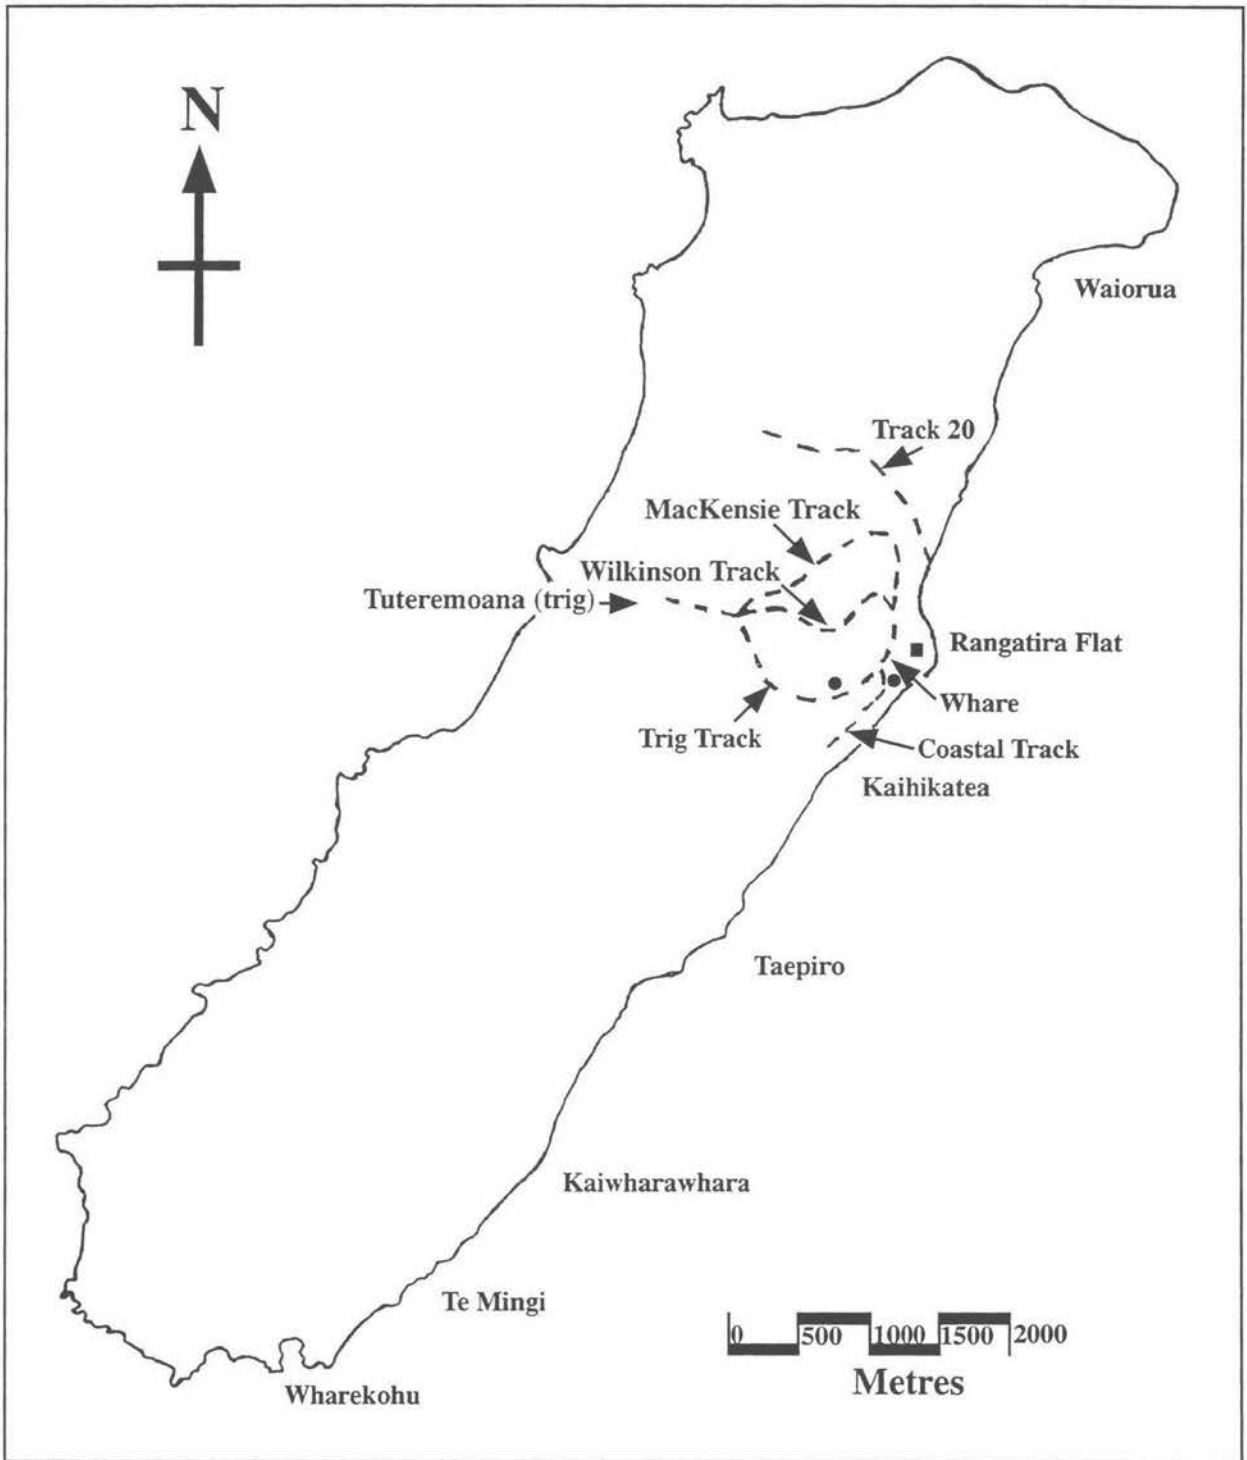 N
Waiorua
Track 20
MacKensie Track
Wilkinson Track
Tuteremoana (trig)
Rangatira Flat
Whare
Trig Track
Coastal Track
Kaihikatea
Taepiro
Kaiwharawhara
Te Mingi
0 500 1000 1500 2000
Metres
Wharekohu